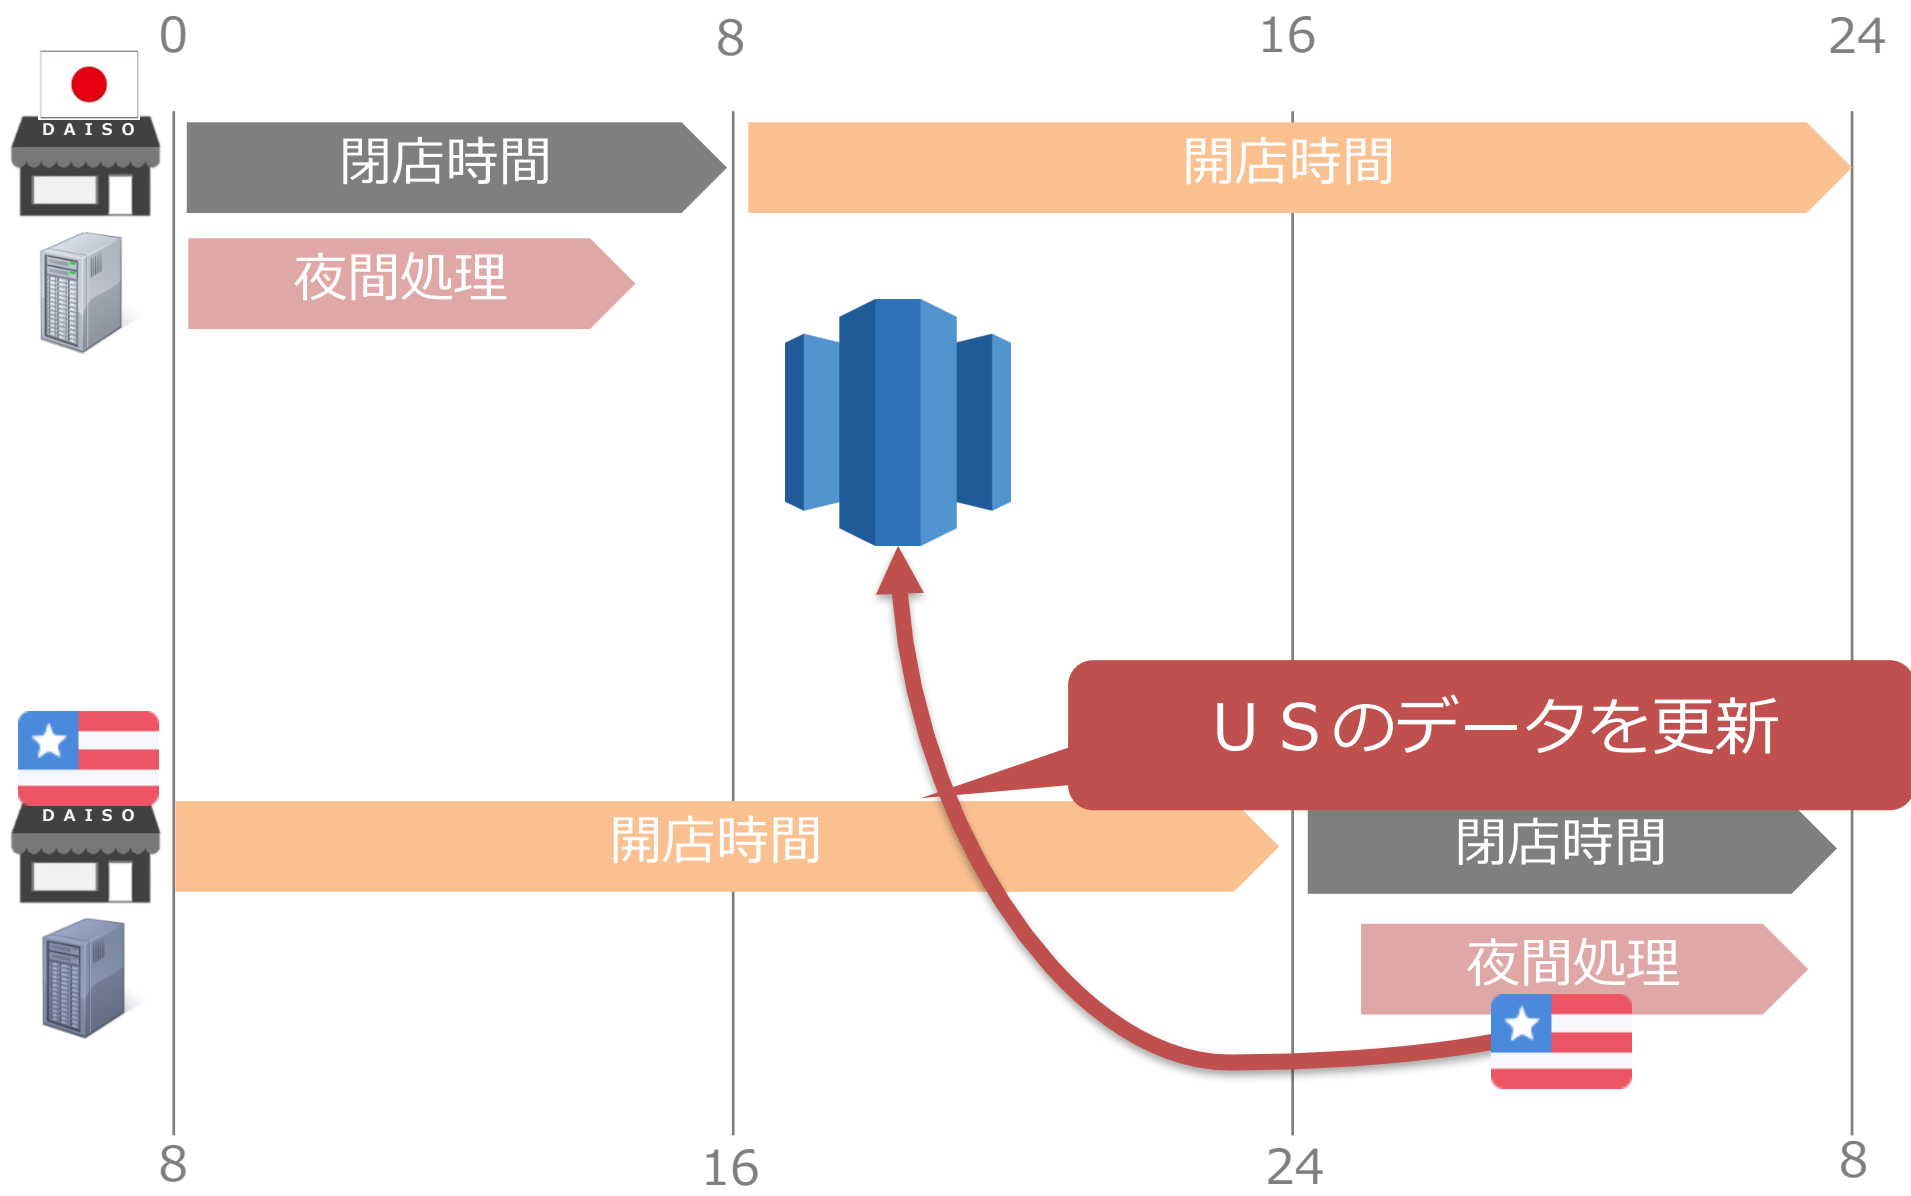 0
8
16
24
DAISO
閉店時間
開店時間
夜間処理
USのデータを更新
DAISO
開店時間
閉店時間
夜間処理
8
16
24
8